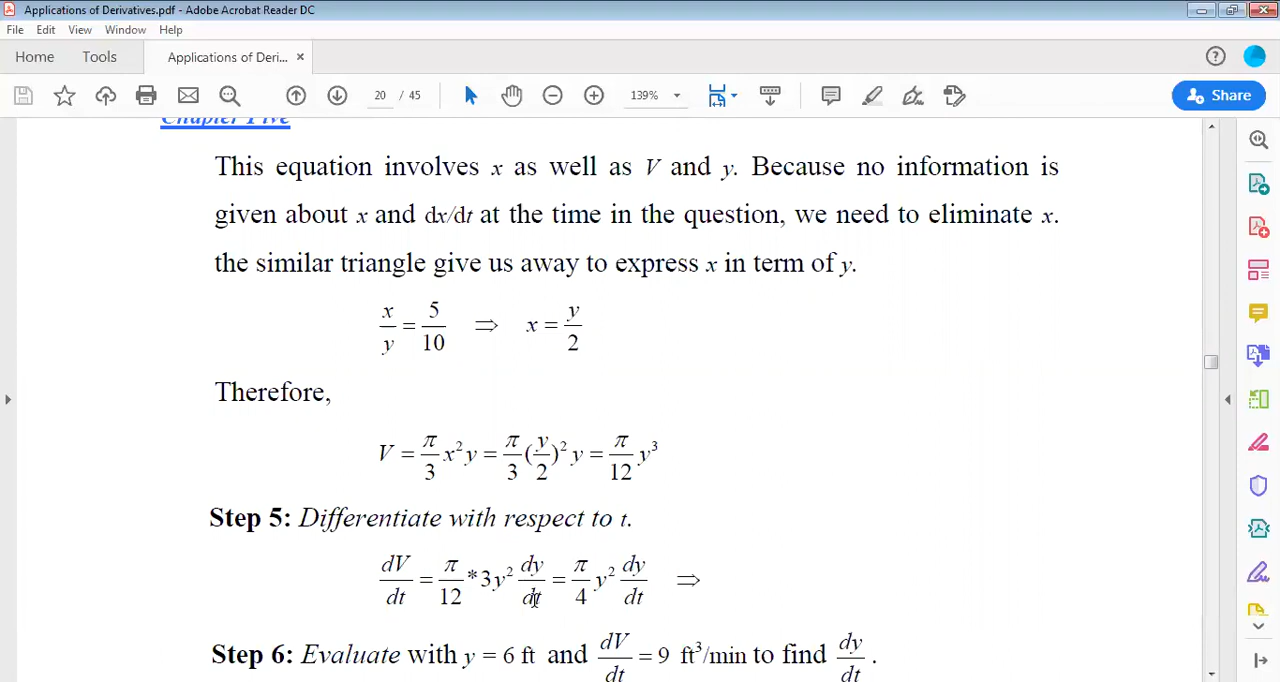 Applications of Derivatives.pdf - Adobe Acrobat Reader DC
File Edit View Window Help
Home Tools Applications of Deri... ×
20 / 45 139% Share
Chapter Five
This equation involves x as well as V and y. Because no information is
given about x and dx/dt at the time in the question, we need to eliminate x.
the similar triangle give us away to express x in term of y.
x/y = 5/10 ⇒ x = y/2
Therefore,
V = π/3 x² y = π/3 (y/2)² y = π/12 y³
Step 5: Differentiate with respect to t.
dV/dt = π/12 * 3y² dy/dt = π/4 y² dy/dt ⇒
Step 6: Evaluate with y = 6 ft and dV/dt = 9 ft³/min to find dy/dt .